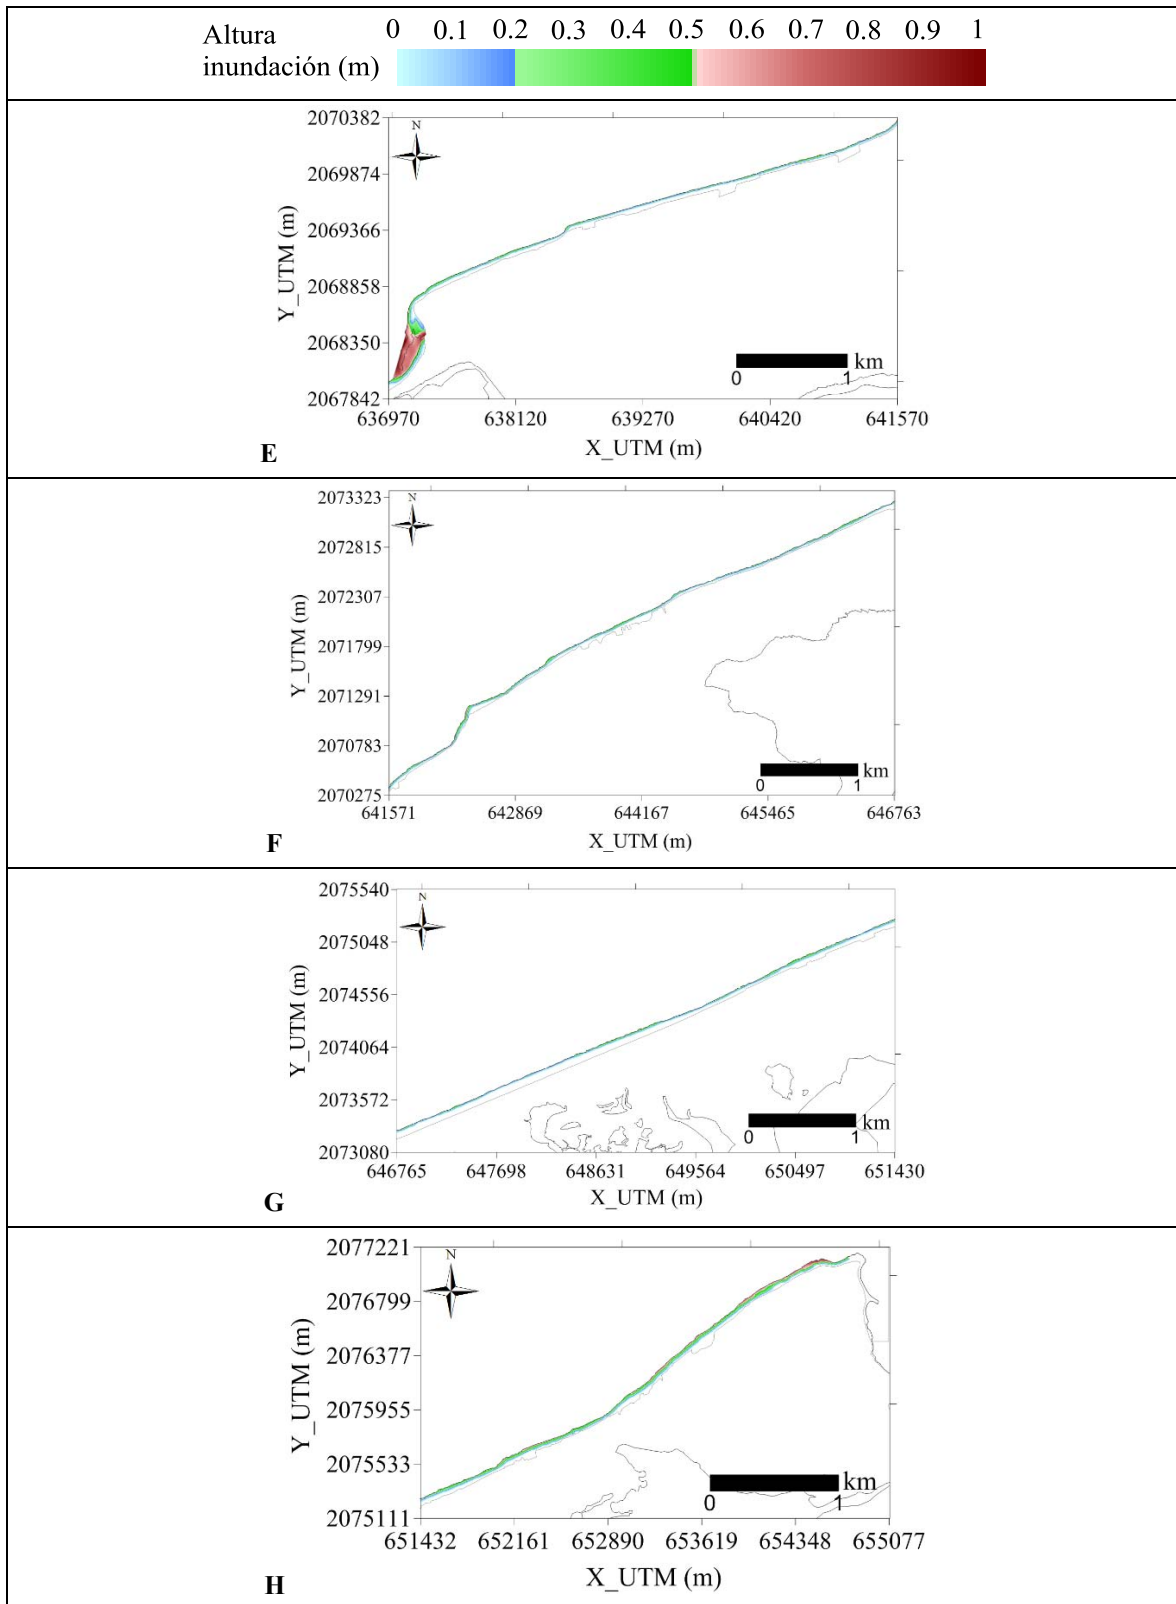 Altura
inundación (m)
0 0.1 0.2 0.3 0.4 0.5 0.6 0.7 0.8 0.9 1
2070382
2069874
2069366
2068858
2068350
2067842
Y_UTM (m)
N
0 1 km
636970 638120 639270 640420 641570
X_UTM (m)
E
2073323
2072815
2072307
2071799
2071291
2070783
2070275
Y_UTM (m)
N
0 1 km
641571 642869 644167 645465 646763
X_UTM (m)
F
2075540
2075048
2074556
2074064
2073572
2073080
Y_UTM (m)
N
0 1 km
646765 647698 648631 649564 650497 651430
X_UTM (m)
G
2077221
2076799
2076377
2075955
2075533
2075111
Y_UTM (m)
N
0 1 km
651432 652161 652890 653619 654348 655077
X_UTM (m)
H